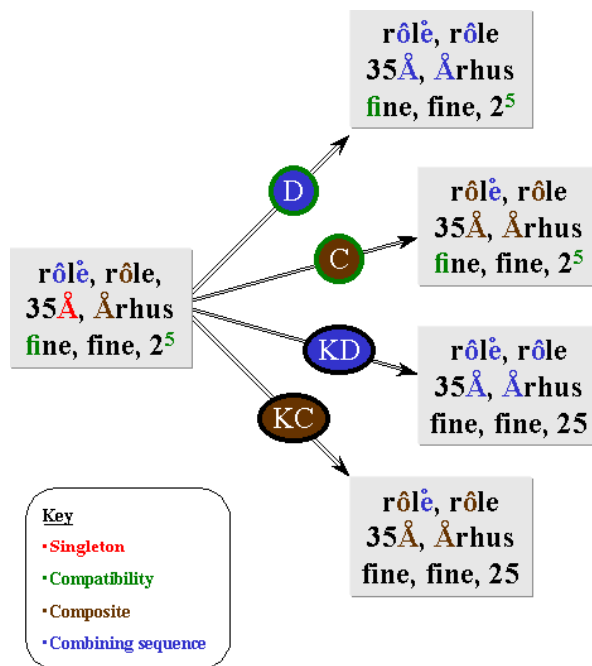 rôle̊, rôle
35Å, Århus
ﬁne, fine, 2⁵
D
rôle̊, rôle
35Å, Århus
ﬁne, fine, 2⁵
C
rôle̊, rôle,
35Å, Århus
ﬁne, fine, 2⁵
rôle̊, rôle
35Å, Århus
fine, fine, 25
KD
KC
rôle̊, rôle
35Å, Århus
fine, fine, 25
Key
•Singleton
•Compatibility
•Composite
•Combining sequence